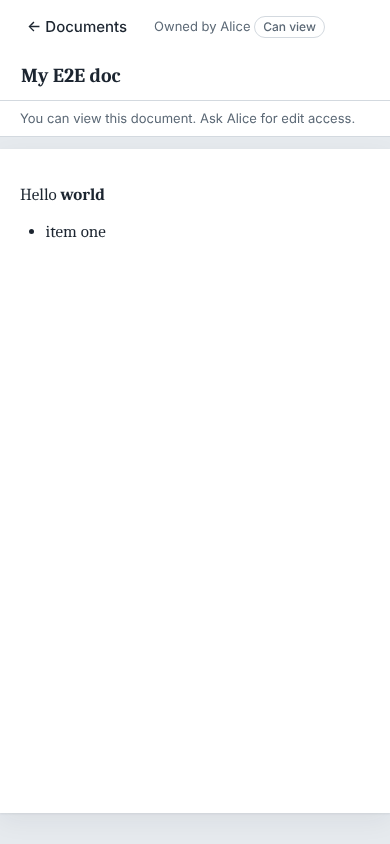 ← Documents Owned by Alice Can view
My E2E doc
You can view this document. Ask Alice for edit access.
Hello world
• item one